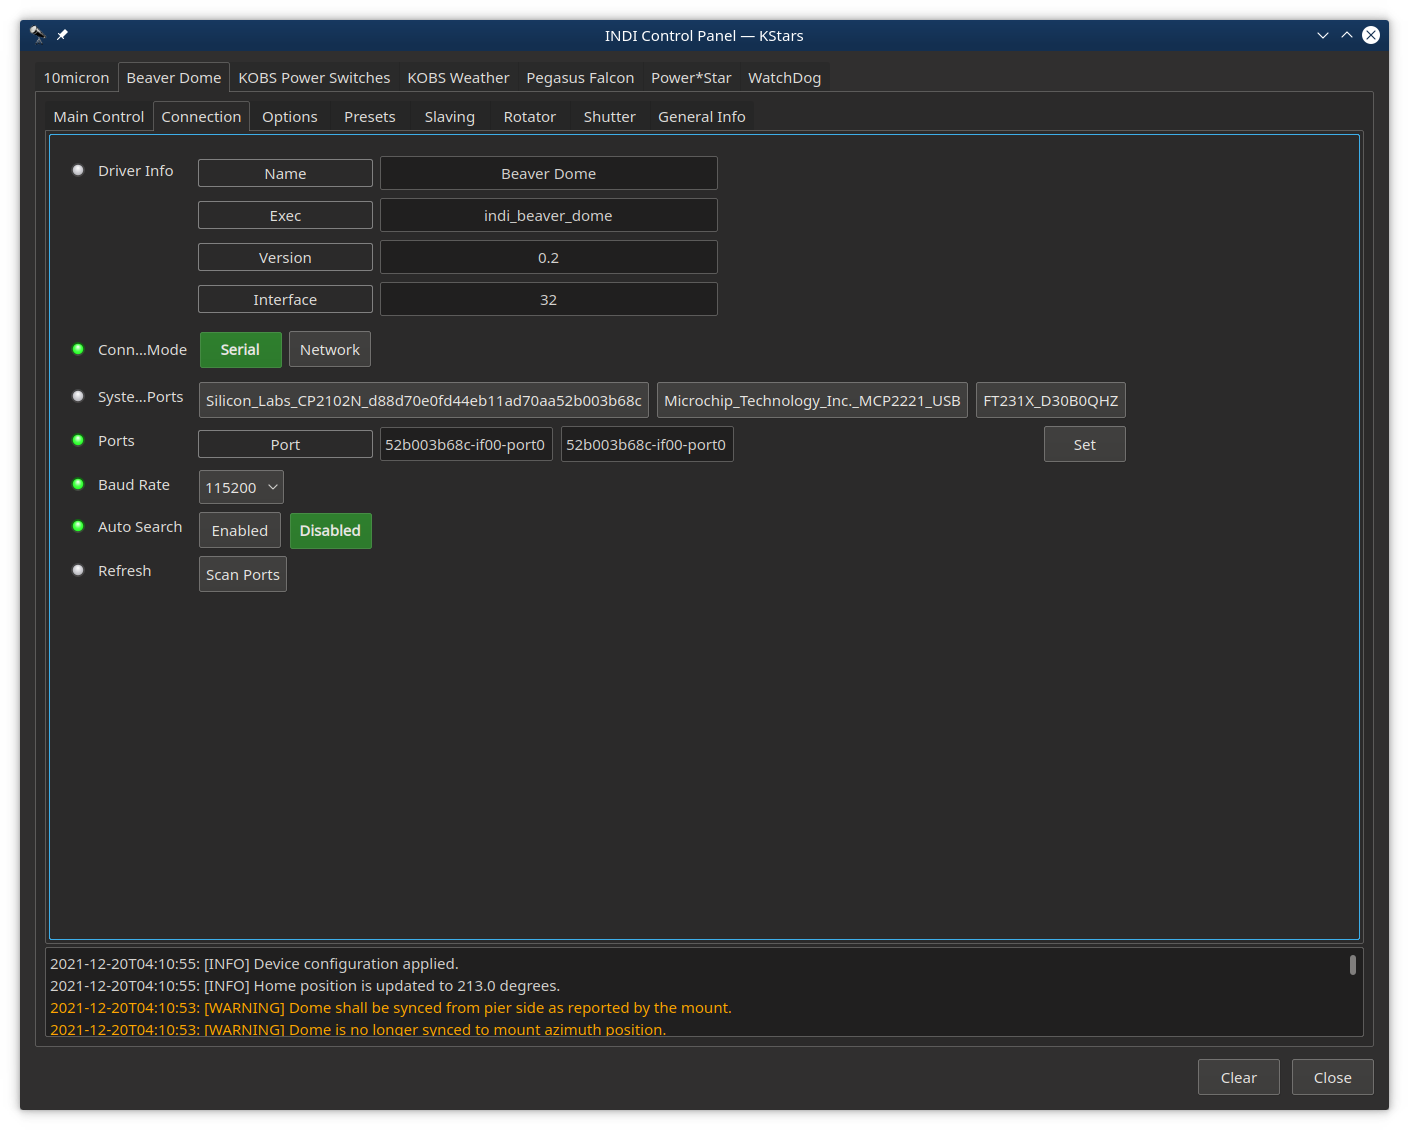 INDI Control Panel — KStars
10micron Beaver Dome KOBS Power Switches KOBS Weather Pegasus Falcon Power*Star WatchDog
Main Control Connection Options Presets Slaving Rotator Shutter General Info
Driver Info Name Beaver Dome
Exec indi_beaver_dome
Version 0.2
Interface 32
Conn...Mode Serial Network
Syste...Ports Silicon_Labs_CP2102N_d88d70e0fd44eb11ad70aa52b003b68c Microchip_Technology_Inc._MCP2221_USB FT231X_D30B0QHZ
Ports Port 52b003b68c-if00-port0 52b003b68c-if00-port0 Set
Baud Rate 115200
Auto Search Enabled Disabled
Refresh Scan Ports
2021-12-20T04:10:55: [INFO] Device configuration applied.
2021-12-20T04:10:55: [INFO] Home position is updated to 213.0 degrees.
2021-12-20T04:10:53: [WARNING] Dome shall be synced from pier side as reported by the mount.
2021-12-20T04:10:53: [WARNING] Dome is no longer synced to mount azimuth position.
Clear Close